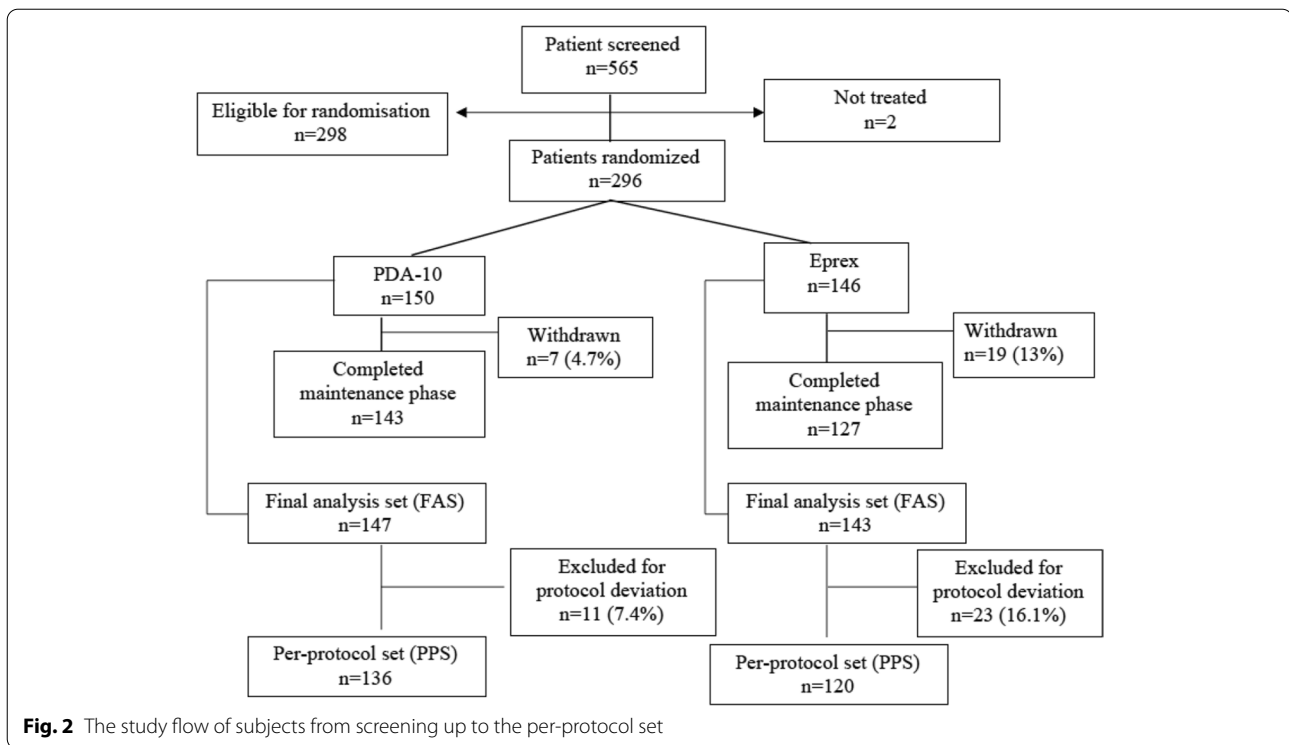 Patient screened
n=565
Eligible for randomisation
n=298
Not treated
n=2
Patients randomized
n=296
PDA-10
n=150
Eprex
n=146
Withdrawn
n=7 (4.7%)
Withdrawn
n=19 (13%)
Completed
maintenance phase
n=143
Completed
maintenance phase
n=127
Final analysis set (FAS)
n=147
Final analysis set (FAS)
n=143
Excluded for
protocol deviation
n=11 (7.4%)
Excluded for
protocol deviation
n=23 (16.1%)
Per-protocol set (PPS)
n=136
Per-protocol set (PPS)
n=120
Fig. 2 The study flow of subjects from screening up to the per-protocol set